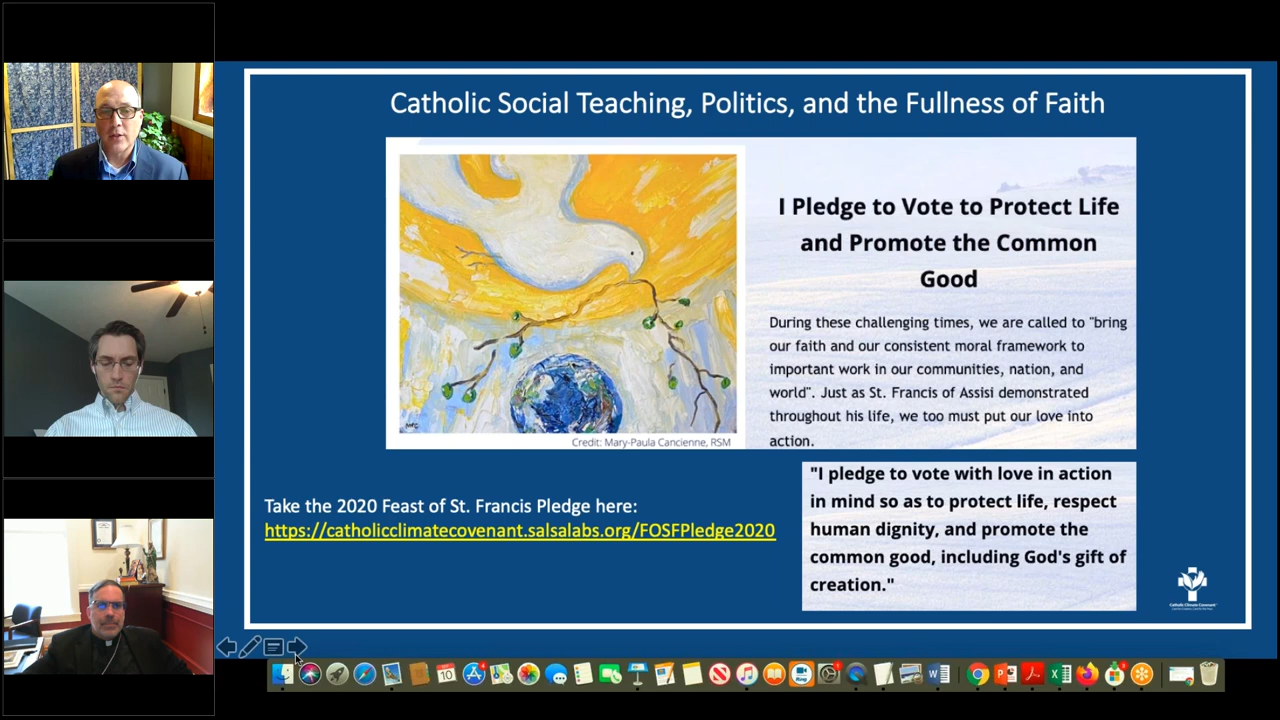 Catholic Social Teaching, Politics, and the Fullness of Faith
I Pledge to Vote to Protect Life
and Promote the Common
Good
During these challenging times, we are called to "bring
our faith and our consistent moral framework to
important work in our communities, nation, and
world". Just as St. Francis of Assisi demonstrated
throughout his life, we too must put our love into
action.
Credit: Mary-Paula Cancienne, RSM
"I pledge to vote with love in action
in mind so as to protect life, respect
human dignity, and promote the
common good, including God's gift of
creation."
Take the 2020 Feast of St. Francis Pledge here:
https://catholicclimatecovenant.salsalabs.org/FOSFPledge2020
Catholic Climate Covenant
10